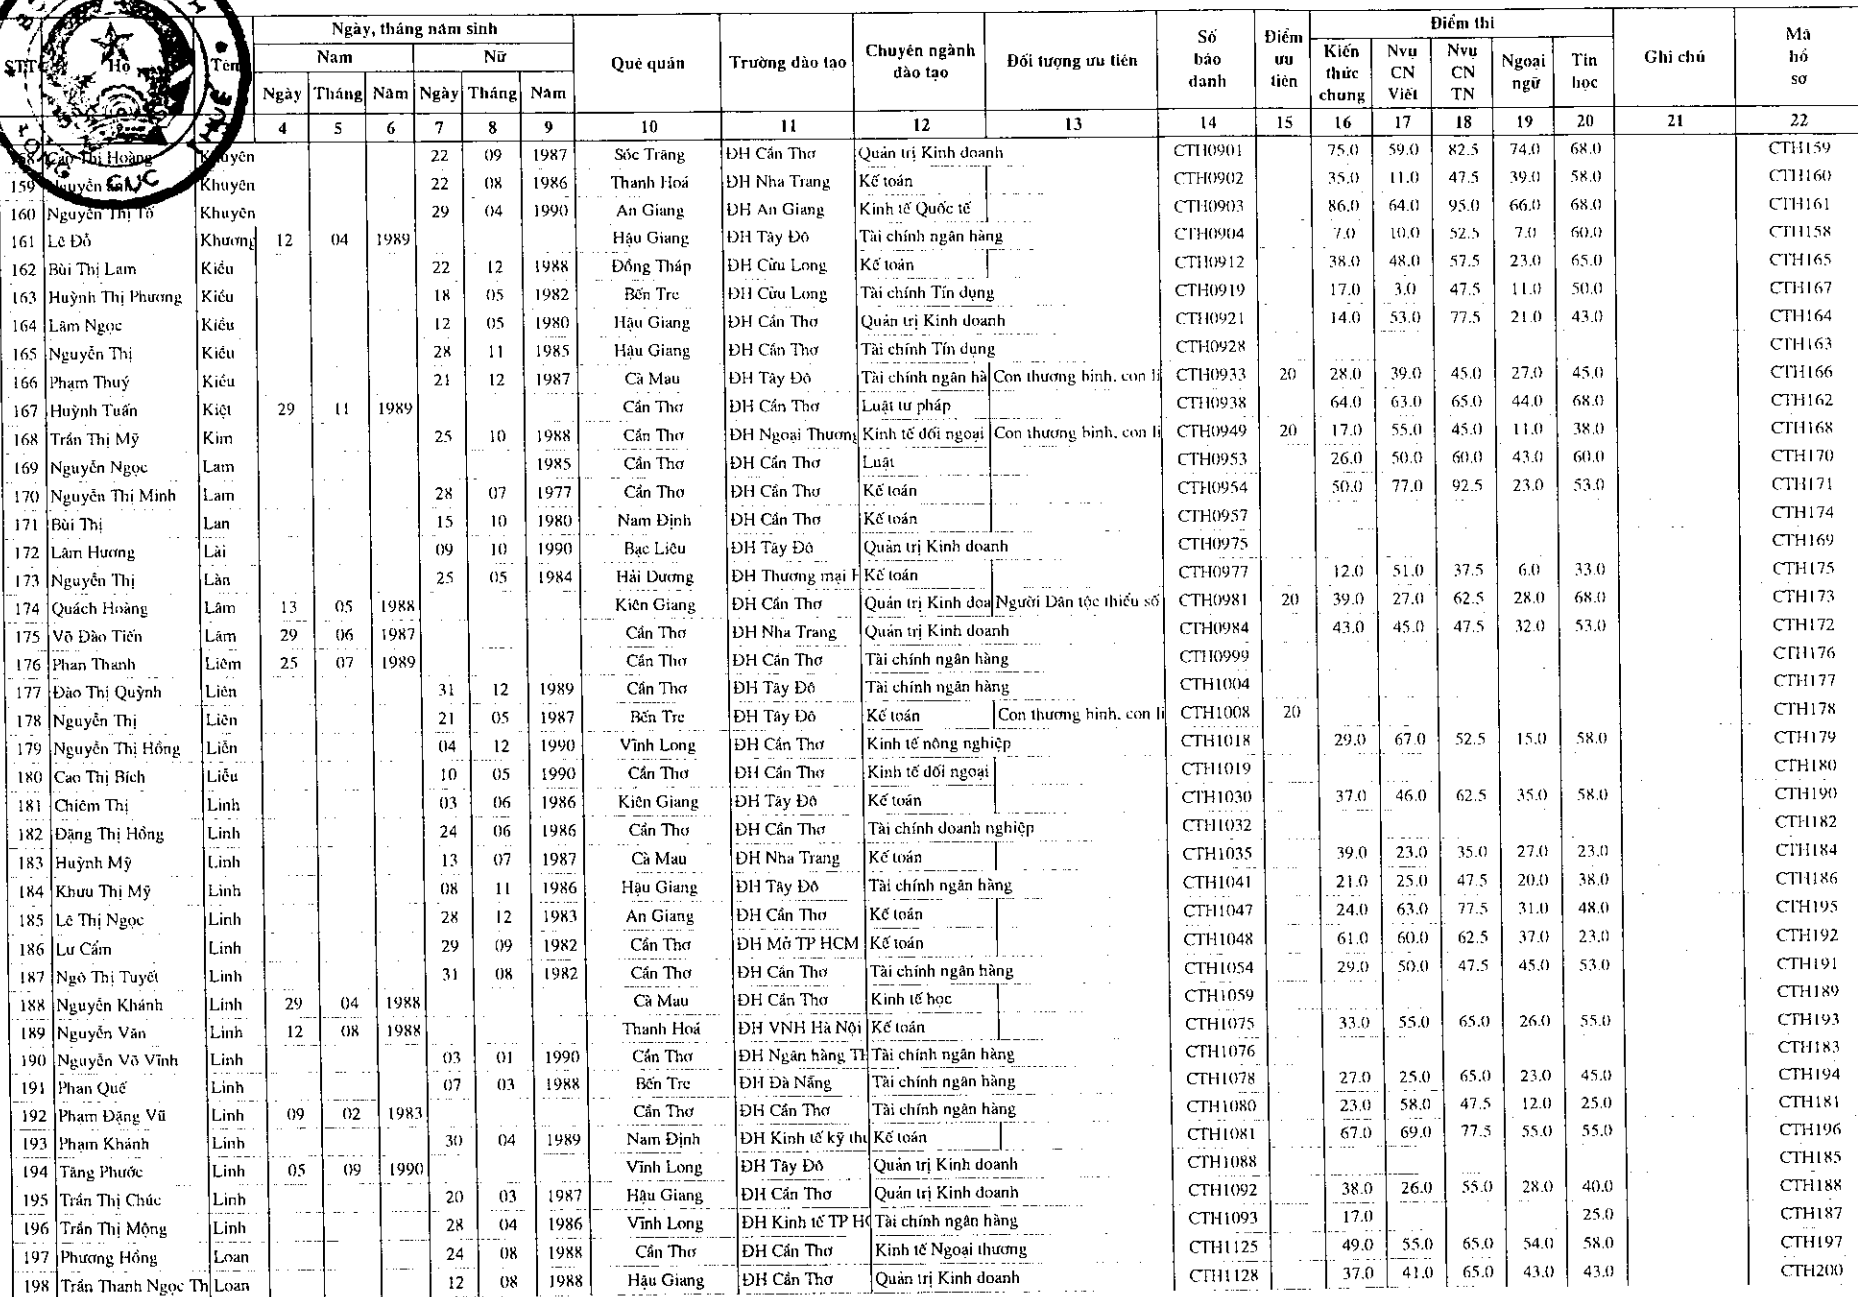 STT Họ Tên Ngày, tháng năm sinh Quê quán Trường đào tạo Chuyên ngành đào tạo Đối tượng ưu tiên Số báo danh Điểm ưu tiên Điểm thi Ghi chú Mã hồ sơ
Nam Nữ Kiến thức chung Nvụ CN Viết Nvụ CN TN Ngoại ngữ Tin học
Ngày Tháng Năm Ngày Tháng Năm
4 5 6 7 8 9 10 11 12 13 14 15 16 17 18 19 20 21 22
Cao Thị Hoàng Khuyên 22 09 1987 Sóc Trăng ĐH Cần Thơ Quản trị Kinh doanh CTH0901 75.0 59.0 82.5 74.0 68.0 CTH159
159 Nguyễn Khuyên 22 08 1986 Thanh Hoá ĐH Nha Trang Kế toán CTH0902 35.0 11.0 47.5 39.0 58.0 CTH160
160 Nguyễn Thị Tố Khuyên 29 04 1990 An Giang ĐH An Giang Kinh tế Quốc tế CTH0903 86.0 64.0 95.0 66.0 68.0 CTH161
161 Lê Đỗ Khương 12 04 1989 Hậu Giang ĐH Tây Đô Tài chính ngân hàng CTH0904 7.0 10.0 52.5 7.0 60.0 CTH158
162 Bùi Thị Lam Kiều 22 12 1988 Đồng Tháp ĐH Cửu Long Kế toán CTH0912 38.0 48.0 57.5 23.0 65.0 CTH165
163 Huỳnh Thị Phương Kiều 18 05 1982 Bến Tre ĐH Cửu Long Tài chính Tín dụng CTH0919 17.0 3.0 47.5 11.0 50.0 CTH167
164 Lâm Ngọc Kiều 12 05 1980 Hậu Giang ĐH Cần Thơ Quản trị Kinh doanh CTH0921 14.0 53.0 77.5 21.0 43.0 CTH164
165 Nguyễn Thị Kiều 28 11 1985 Hậu Giang ĐH Cần Thơ Tài chính Tín dụng CTH0928 CTH163
166 Phạm Thuý Kiều 21 12 1987 Cà Mau ĐH Tây Đô Tài chính ngân hà Con thương binh, con li CTH0933 20 28.0 39.0 45.0 27.0 45.0 CTH166
167 Huỳnh Tuấn Kiệt 29 11 1989 Cần Thơ ĐH Cần Thơ Luật tư pháp CTH0938 64.0 63.0 65.0 44.0 68.0 CTH162
168 Trần Thị Mỹ Kim 25 10 1988 Cần Thơ ĐH Ngoại Thương Kinh tế đối ngoại Con thương binh, con li CTH0949 20 17.0 55.0 45.0 11.0 38.0 CTH168
169 Nguyễn Ngọc Lam 1985 Cần Thơ ĐH Cần Thơ Luật CTH0953 26.0 50.0 60.0 43.0 60.0 CTH170
170 Nguyễn Thị Minh Lam 28 07 1977 Cần Thơ ĐH Cần Thơ Kế toán CTH0954 50.0 77.0 92.5 23.0 53.0 CTH171
171 Bùi Thị Lan 15 10 1980 Nam Định ĐH Cần Thơ Kế toán CTH0957 CTH174
172 Lâm Hương Lài 09 10 1990 Bạc Liêu ĐH Tây Đô Quản trị Kinh doanh CTH0975 CTH169
173 Nguyễn Thị Làn 25 05 1984 Hải Dương ĐH Thương mại H Kế toán CTH0977 12.0 51.0 37.5 6.0 33.0 CTH175
174 Quách Hoàng Lâm 13 05 1988 Kiên Giang ĐH Cần Thơ Quản trị Kinh doa Người Dân tộc thiểu số CTH0981 20 39.0 27.0 62.5 28.0 68.0 CTH173
175 Võ Đào Tiến Lâm 29 06 1987 Cần Thơ ĐH Nha Trang Quản trị Kinh doanh CTH0984 43.0 45.0 47.5 32.0 53.0 CTH172
176 Phan Thanh Liêm 25 07 1989 Cần Thơ ĐH Cần Thơ Tài chính ngân hàng CTH0999 CTH176
177 Đào Thị Quỳnh Liên 31 12 1989 Cần Thơ ĐH Tây Đô Tài chính ngân hàng CTH1004 CTH177
178 Nguyễn Thị Liên 21 05 1987 Bến Tre ĐH Tây Đô Kế toán Con thương binh, con li CTH1008 20 CTH178
179 Nguyễn Thị Hồng Liễn 04 12 1990 Vĩnh Long ĐH Cần Thơ Kinh tế nông nghiệp CTH1018 29.0 67.0 52.5 15.0 58.0 CTH179
180 Cao Thị Bích Liễu 10 05 1990 Cần Thơ ĐH Cần Thơ Kinh tế đối ngoại CTH1019 CTH180
181 Chiêm Thị Linh 03 06 1986 Kiên Giang ĐH Tây Đô Kế toán CTH1030 37.0 46.0 62.5 35.0 58.0 CTH190
182 Đặng Thị Hồng Linh 24 06 1986 Cần Thơ ĐH Cần Thơ Tài chính doanh nghiệp CTH1032 CTH182
183 Huỳnh Mỹ Linh 13 07 1987 Cà Mau ĐH Nha Trang Kế toán CTH1035 39.0 23.0 35.0 27.0 23.0 CTH184
184 Khưu Thị Mỹ Linh 08 11 1986 Hậu Giang ĐH Tây Đô Tài chính ngân hàng CTH1041 21.0 25.0 47.5 20.0 38.0 CTH186
185 Lê Thị Ngọc Linh 28 12 1983 An Giang ĐH Cần Thơ Kế toán CTH1047 24.0 63.0 77.5 31.0 48.0 CTH195
186 Lư Cẩm Linh 29 09 1982 Cần Thơ ĐH Mở TP HCM Kế toán CTH1048 61.0 60.0 62.5 37.0 23.0 CTH192
187 Ngô Thị Tuyết Linh 31 08 1982 Cần Thơ ĐH Cần Thơ Tài chính ngân hàng CTH1054 29.0 50.0 47.5 45.0 53.0 CTH191
188 Nguyễn Khánh Linh 29 04 1988 Cà Mau ĐH Cần Thơ Kinh tế học CTH1059 CTH189
189 Nguyễn Văn Linh 12 08 1988 Thanh Hoá ĐH VNH Hà Nội Kế toán CTH1075 33.0 55.0 65.0 26.0 55.0 CTH193
190 Nguyễn Võ Vĩnh Linh 03 01 1990 Cần Thơ ĐH Ngân hàng TH Tài chính ngân hàng CTH1076 CTH183
191 Phan Quế Linh 07 03 1988 Bến Tre ĐH Đà Nẵng Tài chính ngân hàng CTH1078 27.0 25.0 65.0 23.0 45.0 CTH194
192 Phạm Đặng Vũ Linh 09 02 1983 Cần Thơ ĐH Cần Thơ Tài chính ngân hàng CTH1080 23.0 58.0 47.5 12.0 25.0 CTH181
193 Phạm Khánh Linh 30 04 1989 Nam Định ĐH Kinh tế kỹ thu Kế toán CTH1081 67.0 69.0 77.5 55.0 55.0 CTH196
194 Tăng Phước Linh 05 09 1990 Vĩnh Long ĐH Tây Đô Quản trị Kinh doanh CTH1088 CTH185
195 Trần Thị Chúc Linh 20 03 1987 Hậu Giang ĐH Cần Thơ Quản trị Kinh doanh CTH1092 38.0 26.0 55.0 28.0 40.0 CTH188
196 Trần Thị Mộng Linh 28 04 1986 Vĩnh Long ĐH Kinh tế TP HC Tài chính ngân hàng CTH1093 17.0 25.0 CTH187
197 Phương Hồng Loan 24 08 1988 Cần Thơ ĐH Cần Thơ Kinh tế Ngoại thương CTH1125 49.0 55.0 65.0 54.0 58.0 CTH197
198 Trần Thanh Ngọc Th Loan 12 08 1988 Hậu Giang ĐH Cần Thơ Quản trị Kinh doanh CTH1128 37.0 41.0 65.0 43.0 43.0 CTH200